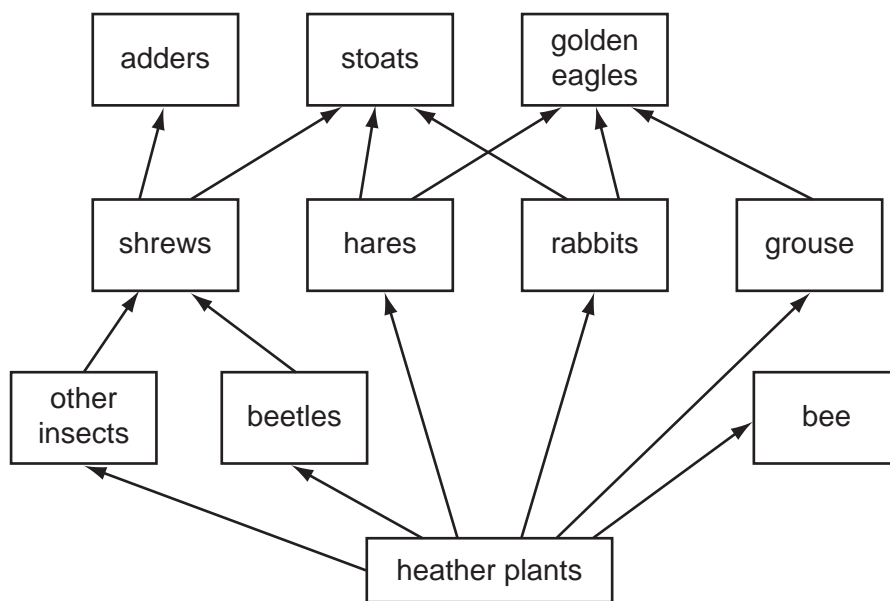 adders
stoats
golden
eagles
shrews
hares
rabbits
grouse
other
insects
beetles
bee
heather plants